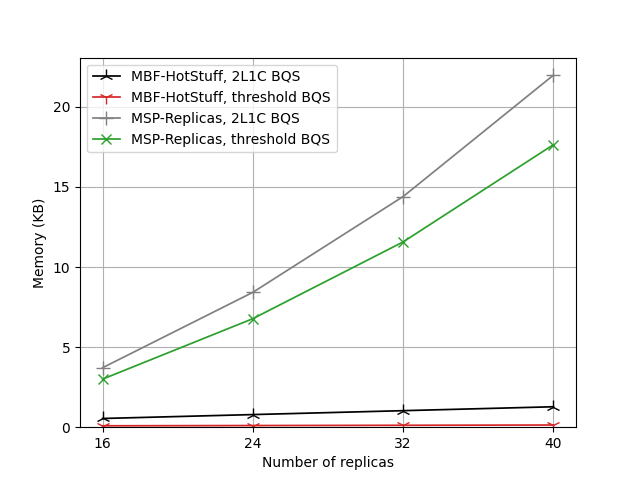 MBF-HotStuff, 2L1C BQS
MBF-HotStuff, threshold BQS
MSP-Replicas, 2L1C BQS
MSP-Replicas, threshold BQS
Memory (KB)
20
15
10
5
0
16 24 32 40
Number of replicas